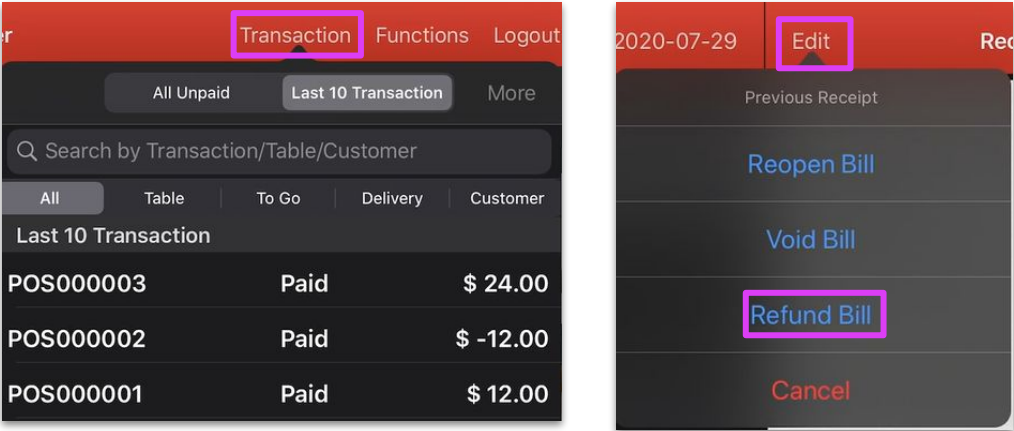 r
Transaction Functions Logout
All Unpaid Last 10 Transaction More
Search by Transaction/Table/Customer
All Table To Go Delivery Customer
Last 10 Transaction
POS000003 Paid $ 24.00
POS000002 Paid $ -12.00
POS000001 Paid $ 12.00
2020-07-29 Edit Rec
Previous Receipt
Reopen Bill
Void Bill
Refund Bill
Cancel